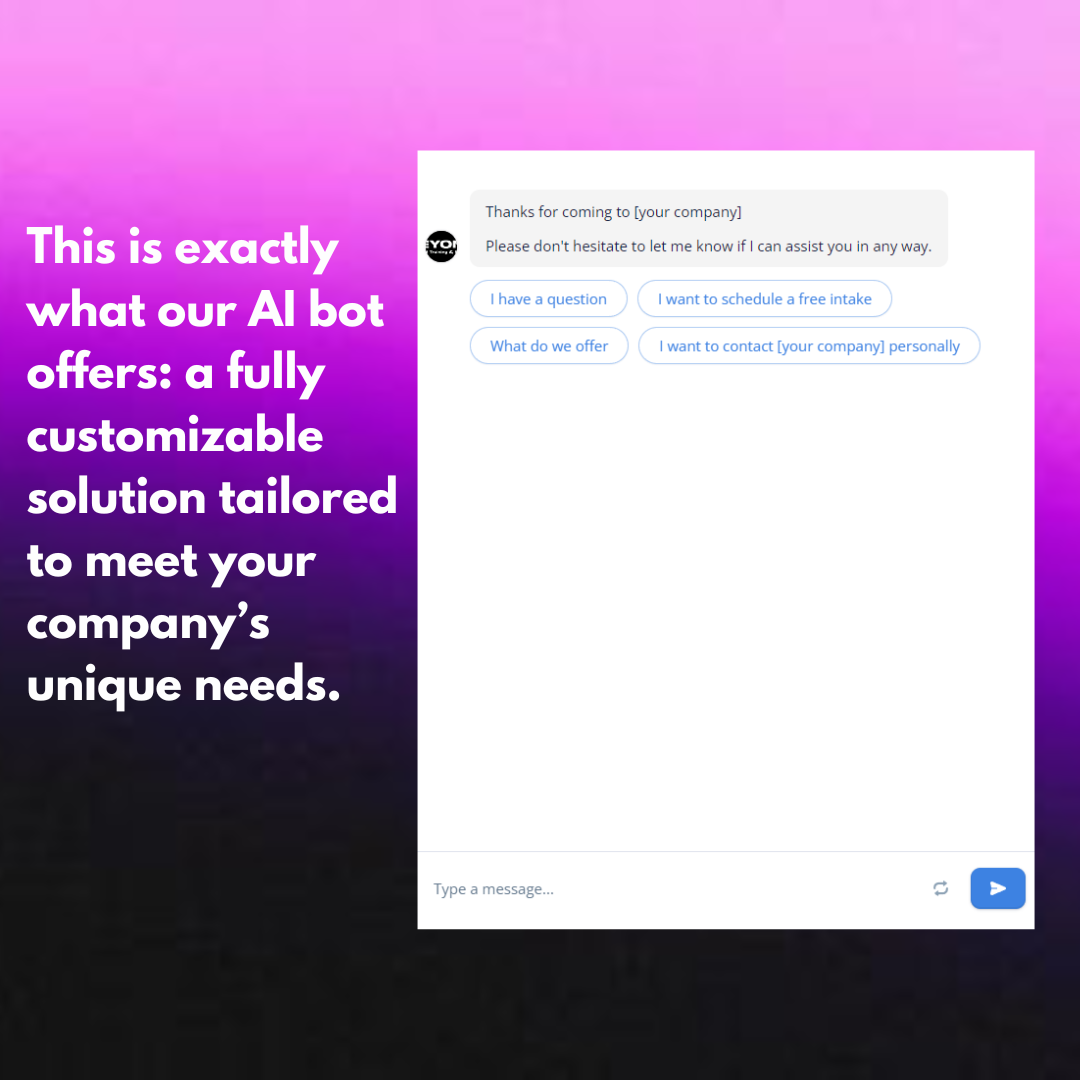 This is exactly
what our AI bot
offers: a fully
customizable
solution tailored
to meet your
company’s
unique needs.
Thanks for coming to [your company]
Please don't hesitate to let me know if I can assist you in any way.
I have a question
I want to schedule a free intake
What do we offer
I want to contact [your company] personally
Type a message...